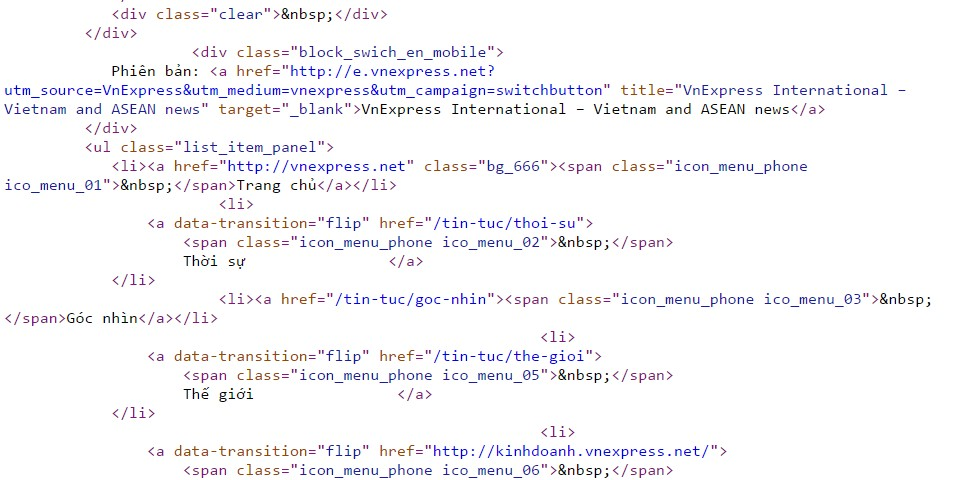 <div class="clear">&nbsp;</div>
</div>
<div class="block_swich_en_mobile">
Phiên bản: <a href="http://e.vnexpress.net?
utm_source=VnExpress&utm_medium=vnexpress&utm_campaign=switchbutton" title="VnExpress International –
Vietnam and ASEAN news" target="_blank">VnExpress International – Vietnam and ASEAN news</a>
</div>
<ul class="list_item_panel">
<li><a href="http://vnexpress.net" class="bg_666"><span class="icon_menu_phone
ico_menu_01">&nbsp;</span>Trang chủ</a></li>
<li>
<a data-transition="flip" href="/tin-tuc/thoi-su">
<span class="icon_menu_phone ico_menu_02">&nbsp;</span>
Thời sự </a>
</li>
<li><a href="/tin-tuc/goc-nhin"><span class="icon_menu_phone ico_menu_03">&nbsp;
</span>Góc nhìn</a></li>
<li>
<a data-transition="flip" href="/tin-tuc/the-gioi">
<span class="icon_menu_phone ico_menu_05">&nbsp;</span>
Thế giới </a>
</li>
<li>
<a data-transition="flip" href="http://kinhdoanh.vnexpress.net/">
<span class="icon_menu_phone ico_menu_06">&nbsp;</span>